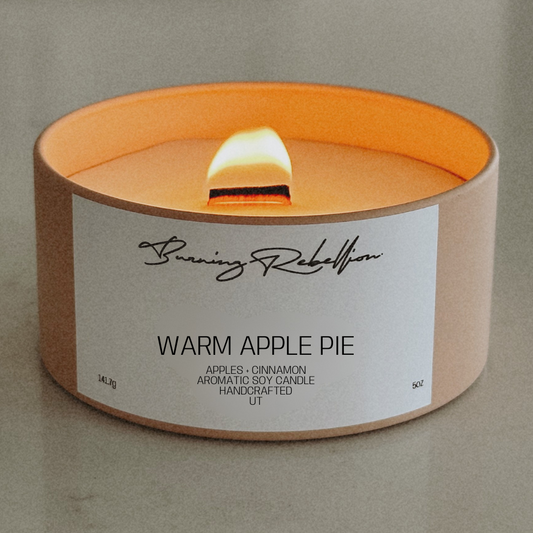 Burning Rebellion
WARM APPLE PIE
APPLES • CINNAMON
AROMATIC SOY CANDLE
HANDCRAFTED
UT
141.7g
5oz